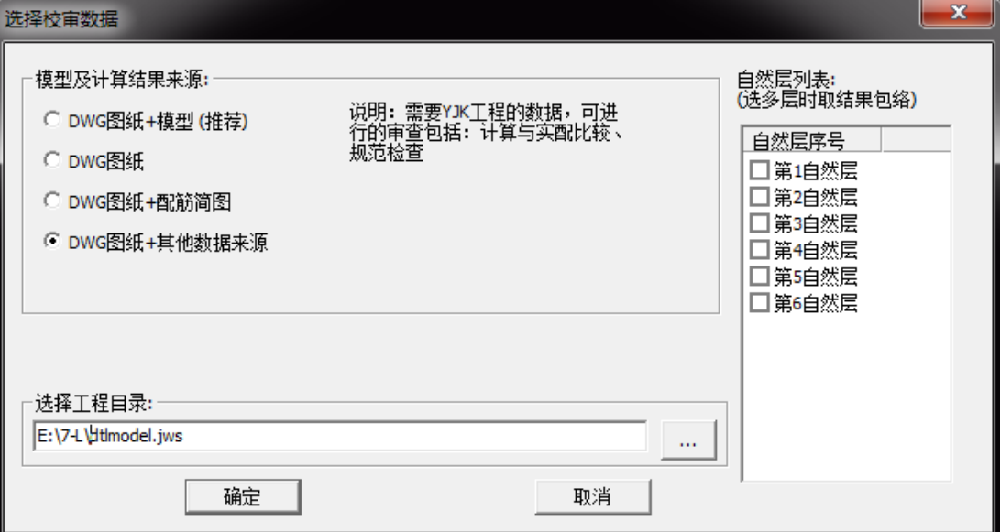 选择校审数据
模型及计算结果来源:
DWG图纸+模型(推荐)
DWG图纸
DWG图纸+配筋简图
DWG图纸+其他数据来源
说明：需要YJK工程的数据，可进
行的审查包括：计算与实配比较、
规范检查
选择工程目录:
E:\7-L\dtlmodel.jws
...
确定
取消
自然层列表:
(选多层时取结果包络)
自然层序号
第1自然层
第2自然层
第3自然层
第4自然层
第5自然层
第6自然层